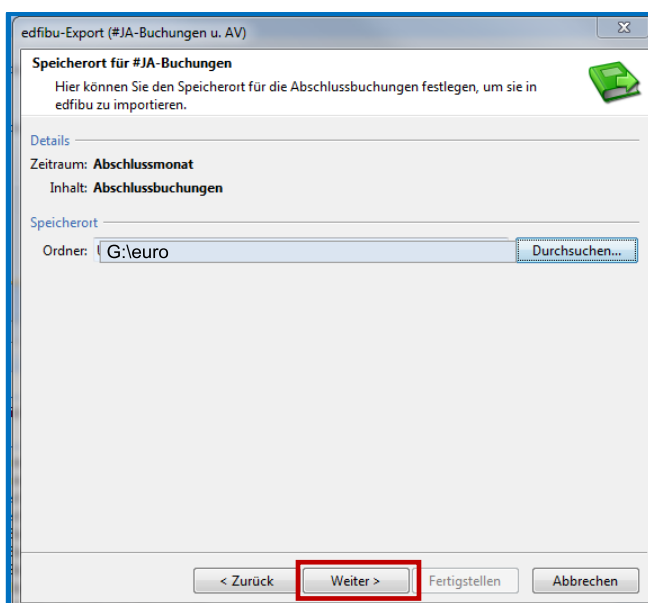 edfibu-Export (#JA-Buchungen u. AV)
Speicherort für #JA-Buchungen
Hier können Sie den Speicherort für die Abschlussbuchungen festlegen, um sie in
edfibu zu importieren.
Details
Zeitraum: Abschlussmonat
Inhalt: Abschlussbuchungen
Speicherort
Ordner: G:\euro Durchsuchen...
< Zurück Weiter > Fertigstellen Abbrechen